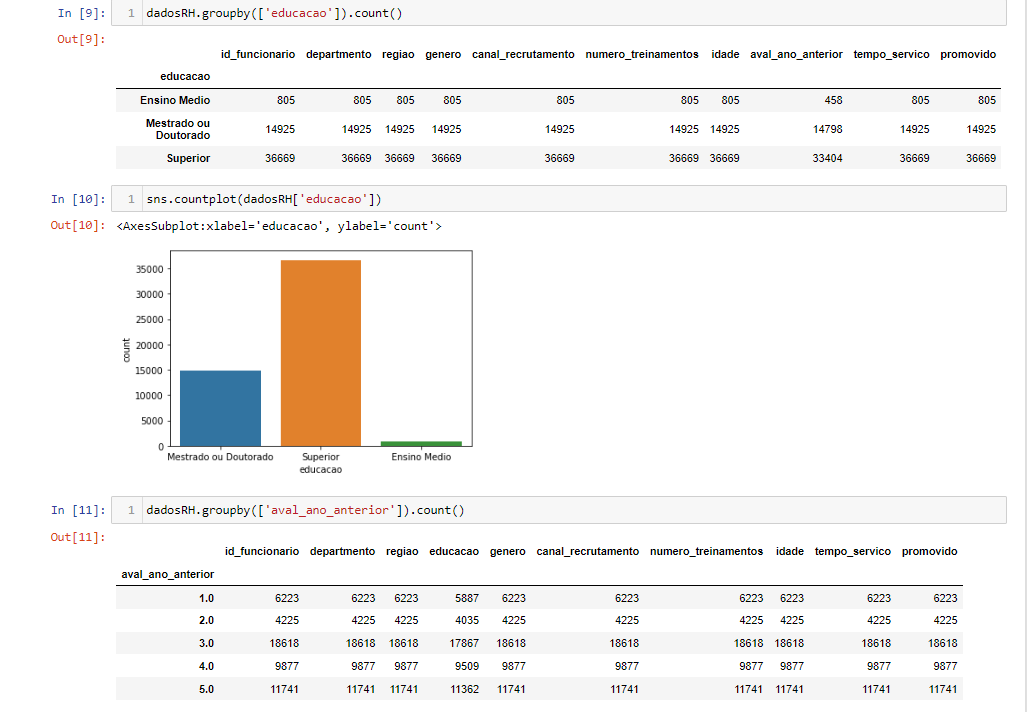 In [9]: 1 dadosRH.groupby(['educacao']).count()
Out[9]:
id_funcionario departmento regiao genero canal_recrutamento numero_treinamentos idade aval_ano_anterior tempo_servico promovido
educacao
Ensino Medio 805 805 805 805 805 805 805 458 805 805
Mestrado ou
Doutorado 14925 14925 14925 14925 14925 14925 14925 14798 14925 14925
Superior 36669 36669 36669 36669 36669 36669 36669 33404 36669 36669
In [10]: 1 sns.countplot(dadosRH['educacao'])
Out[10]: <AxesSubplot:xlabel='educacao', ylabel='count'>
35000
30000
25000
20000
15000
10000
5000
0
count
Mestrado ou Doutorado Superior Ensino Medio
educacao
In [11]: 1 dadosRH.groupby(['aval_ano_anterior']).count()
Out[11]:
id_funcionario departmento regiao educacao genero canal_recrutamento numero_treinamentos idade tempo_servico promovido
aval_ano_anterior
1.0 6223 6223 6223 5887 6223 6223 6223 6223 6223 6223
2.0 4225 4225 4225 4035 4225 4225 4225 4225 4225 4225
3.0 18618 18618 18618 17867 18618 18618 18618 18618 18618 18618
4.0 9877 9877 9877 9509 9877 9877 9877 9877 9877 9877
5.0 11741 11741 11741 11362 11741 11741 11741 11741 11741 11741